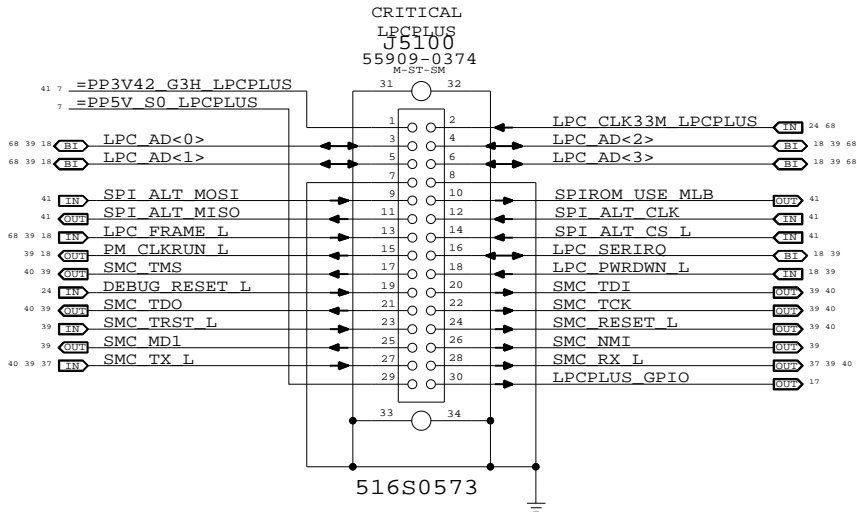 CRITICAL
LPCPLUS
J5100
55909-0374
M-ST-SM
31 32
41 7 =PP3V42_G3H_LPCPLUS
7 =PP5V_S0_LPCPLUS
1 2 LPC_CLK33M_LPCPLUS IN 24 68
68 39 18 BI LPC_AD<0> 3 4 LPC_AD<2> BI 18 39 68
68 39 18 BI LPC_AD<1> 5 6 LPC_AD<3> BI 18 39 68
7 8
41 IN SPI_ALT_MOSI 9 10 SPIROM_USE_MLB OUT 41
41 OUT SPI_ALT_MISO 11 12 SPI_ALT_CLK IN 41
68 39 18 IN LPC_FRAME_L 13 14 SPI_ALT_CS_L IN 41
39 18 OUT PM_CLKRUN_L 15 16 LPC_SERIRQ BI 18 39
40 39 OUT SMC_TMS 17 18 LPC_PWRDWN_L IN 18 39
24 IN DEBUG_RESET_L 19 20 SMC_TDI OUT 39 40
40 39 OUT SMC_TDO 21 22 SMC_TCK OUT 39 40
39 IN SMC_TRST_L 23 24 SMC_RESET_L OUT 39 40
39 OUT SMC_MD1 25 26 SMC_NMI OUT 39
40 39 37 IN SMC_TX_L 27 28 SMC_RX_L OUT 37 39 40
29 30 LPCPLUS_GPIO OUT 17
33 34
516S0573